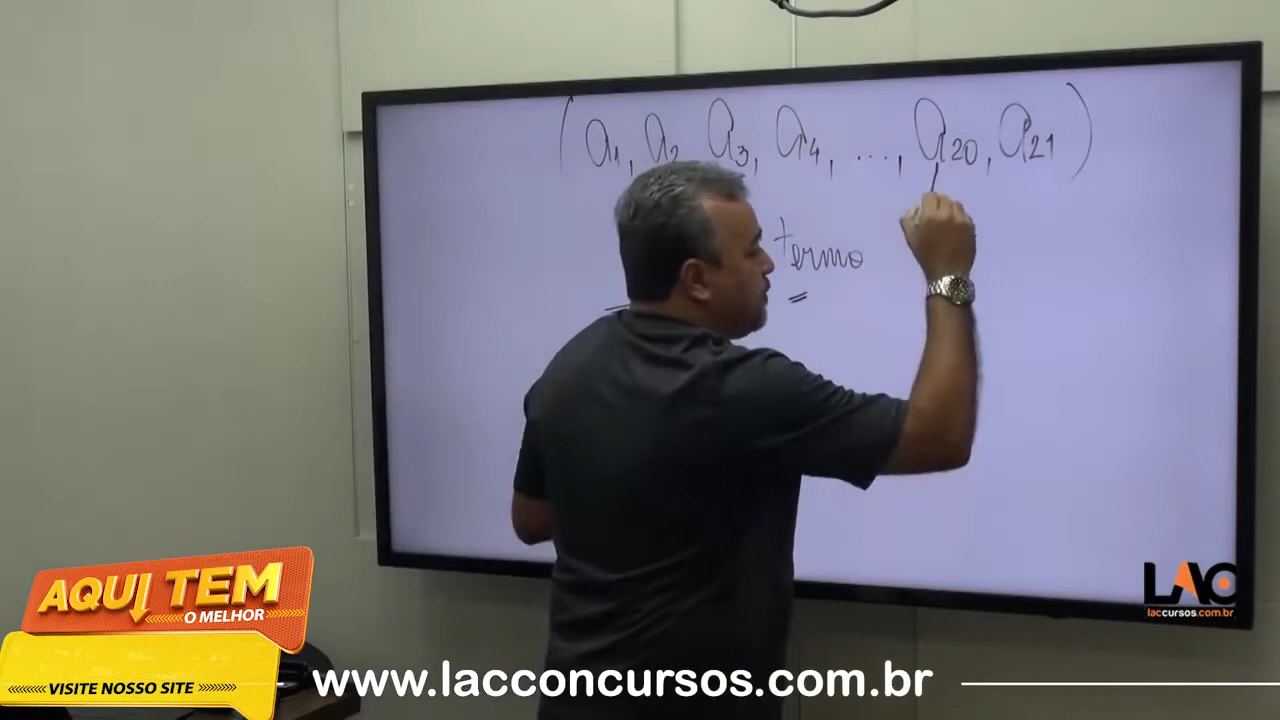 (a1, a2, a3, a4, ..., a20, a21)
termo
LAC
laccursos.com.br
AQUI TEM
O MELHOR
VISITE NOSSO SITE
www.lacconcursos.com.br